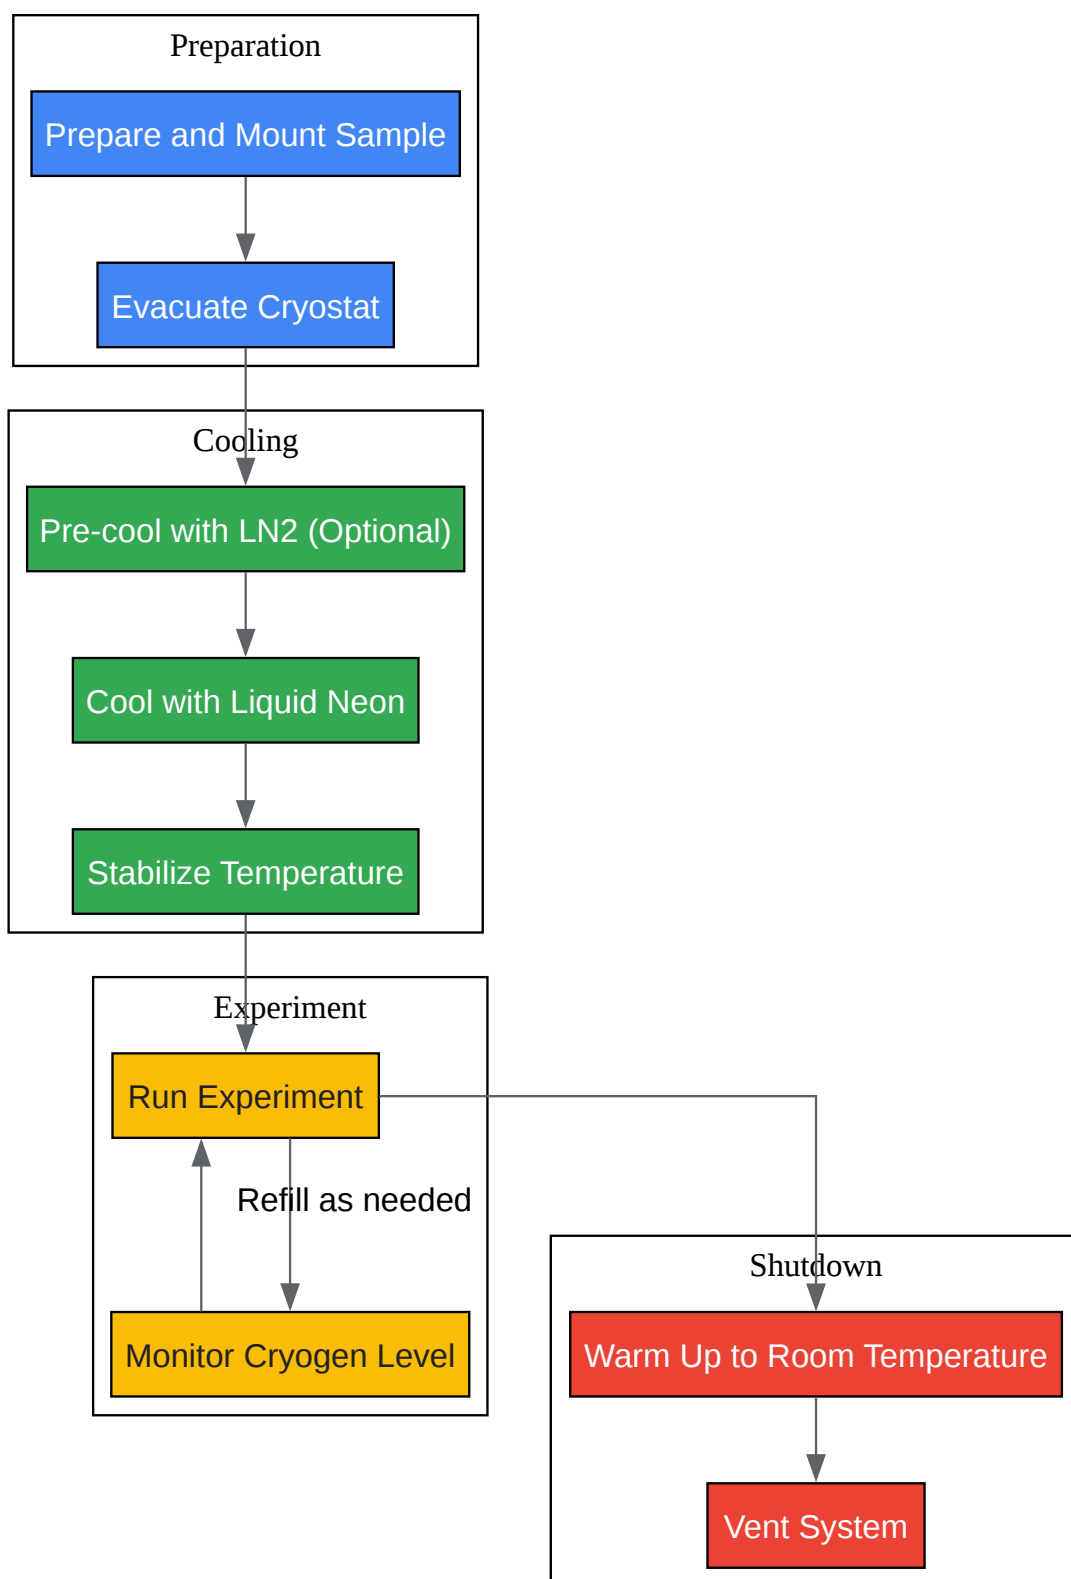 Preparation
Prepare and Mount Sample
Evacuate Cryostat
Cooling
Pre-cool with LN2 (Optional)
Cool with Liquid Neon
Stabilize Temperature
Experiment
Run Experiment
Refill as needed
Monitor Cryogen Level
Shutdown
Warm Up to Room Temperature
Vent System